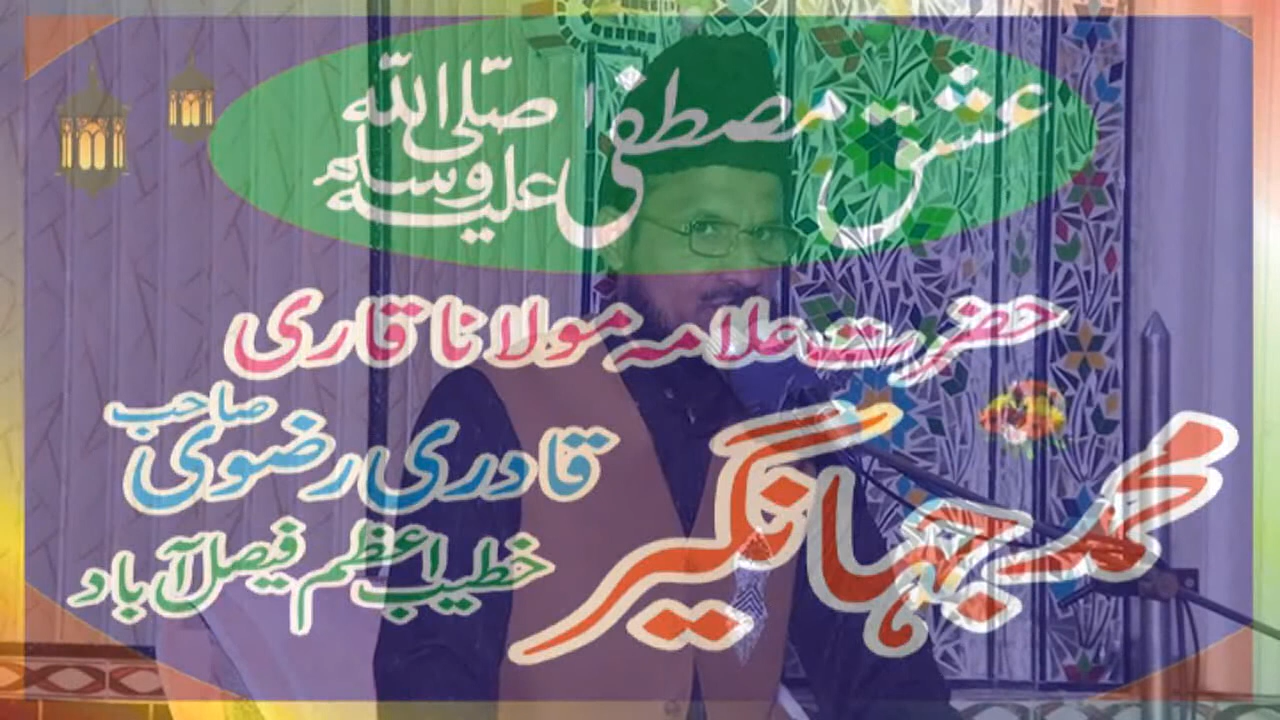 عشق مصطفی صلی اللہ علیہ وسلم
حضرت علامہ مولانا قاری
محمد جہانگیر قادری رضوی صاحب
خطیب اعظم فیصل آباد